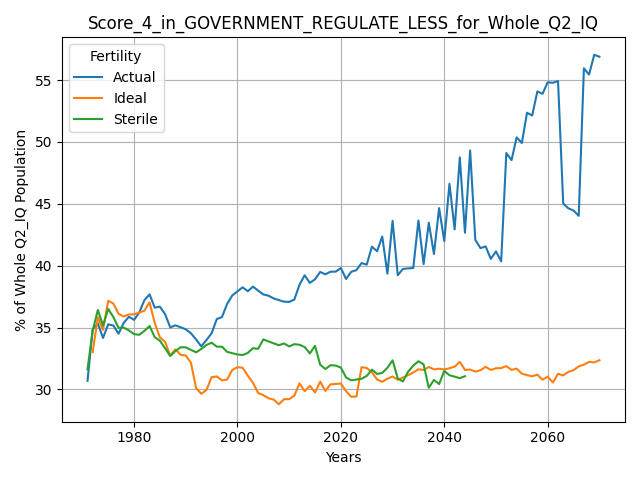 Score_4_in_GOVERNMENT_REGULATE_LESS_for_Whole_Q2_IQ
Fertility
Actual
Ideal
Sterile
% of Whole Q2_IQ Population
55
50
45
40
35
30
1980
2000
2020
2040
2060
Years